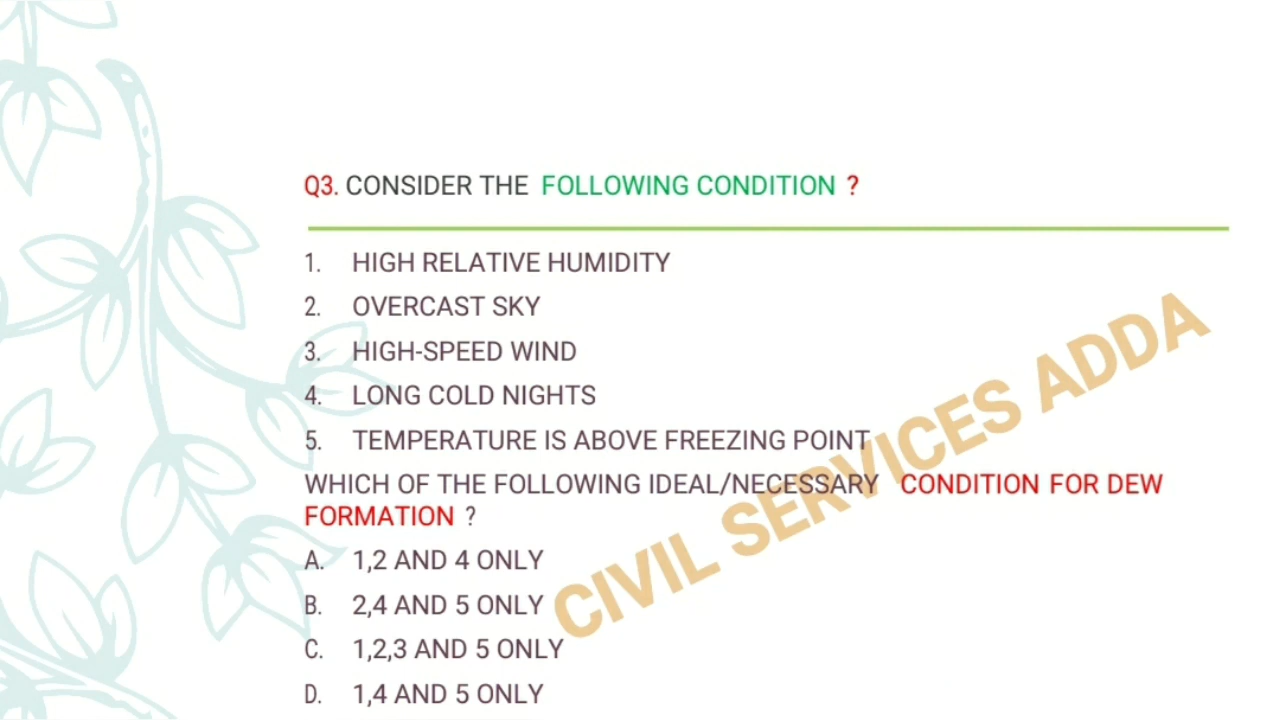 Q3. CONSIDER THE FOLLOWING CONDITION ?
1. HIGH RELATIVE HUMIDITY
2. OVERCAST SKY
3. HIGH-SPEED WIND
4. LONG COLD NIGHTS
5. TEMPERATURE IS ABOVE FREEZING POINT
WHICH OF THE FOLLOWING IDEAL/NECESSARY CONDITION FOR DEW
FORMATION ?
A. 1,2 AND 4 ONLY
B. 2,4 AND 5 ONLY
C. 1,2,3 AND 5 ONLY
D. 1,4 AND 5 ONLY
CIVIL SERVICES ADDA